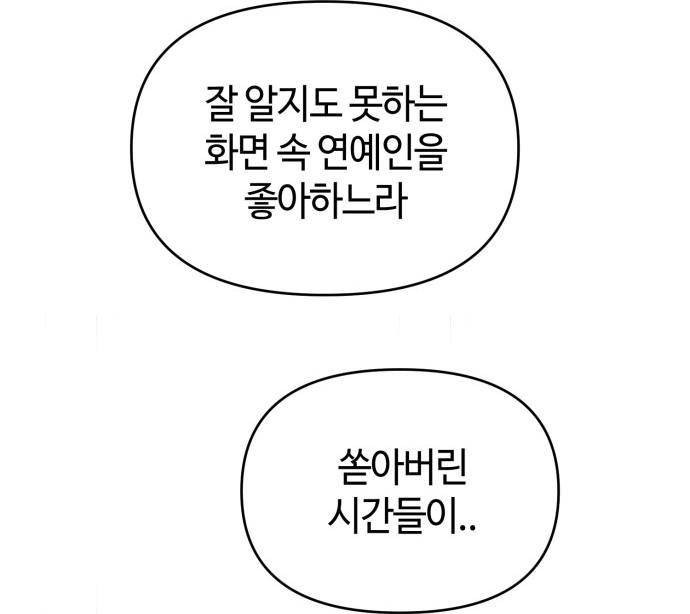 잘 알지도 못하는
화면 속 연예인을
좋아하느라
쏟아버린
시간들이..